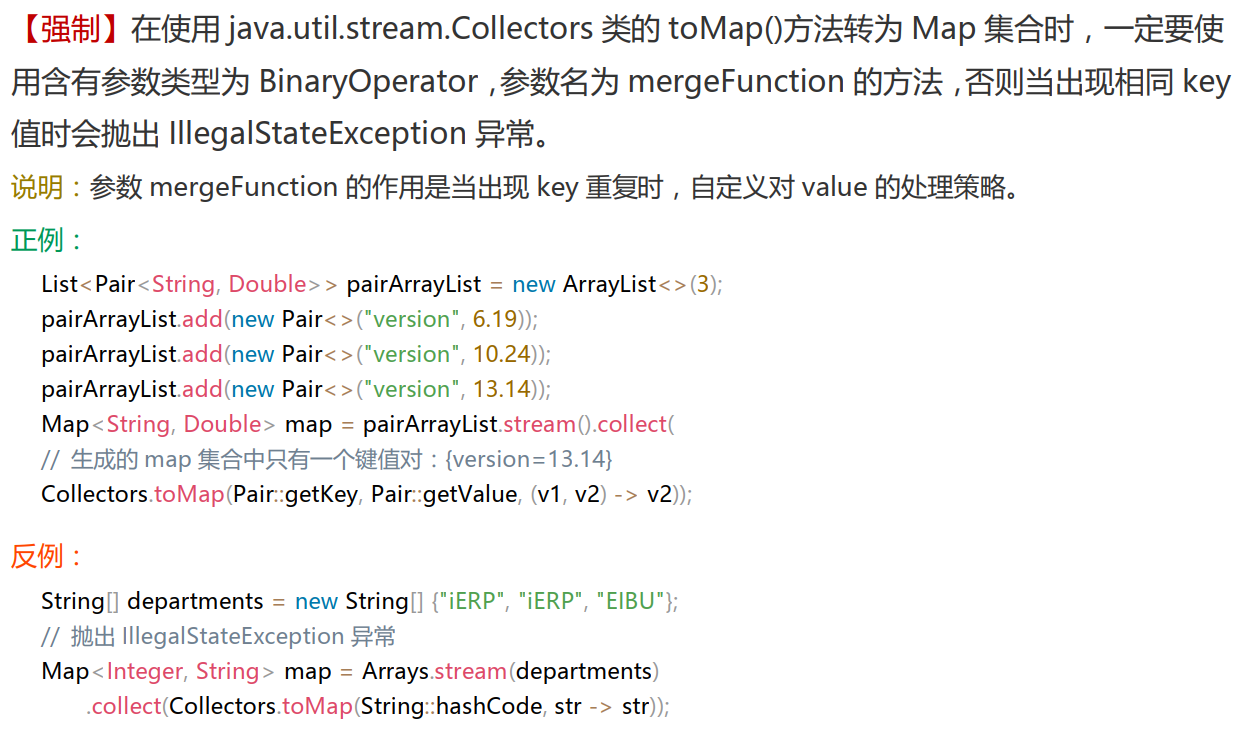 【强制】在使用 java.util.stream.Collectors 类的 toMap()方法转为 Map 集合时，一定要使
用含有参数类型为 BinaryOperator，参数名为 mergeFunction 的方法，否则当出现相同 key
值时会抛出 IllegalStateException 异常。
说明：参数 mergeFunction 的作用是当出现 key 重复时，自定义对 value 的处理策略。
正例：
List<Pair<String, Double>> pairArrayList = new ArrayList<>(3);
pairArrayList.add(new Pair<>("version", 6.19));
pairArrayList.add(new Pair<>("version", 10.24));
pairArrayList.add(new Pair<>("version", 13.14));
Map<String, Double> map = pairArrayList.stream().collect(
// 生成的 map 集合中只有一个键值对：{version=13.14}
Collectors.toMap(Pair::getKey, Pair::getValue, (v1, v2) -> v2));
反例：
String[] departments = new String[] {"iERP", "iERP", "EIBU"};
// 抛出 IllegalStateException 异常
Map<Integer, String> map = Arrays.stream(departments)
.collect(Collectors.toMap(String::hashCode, str -> str));